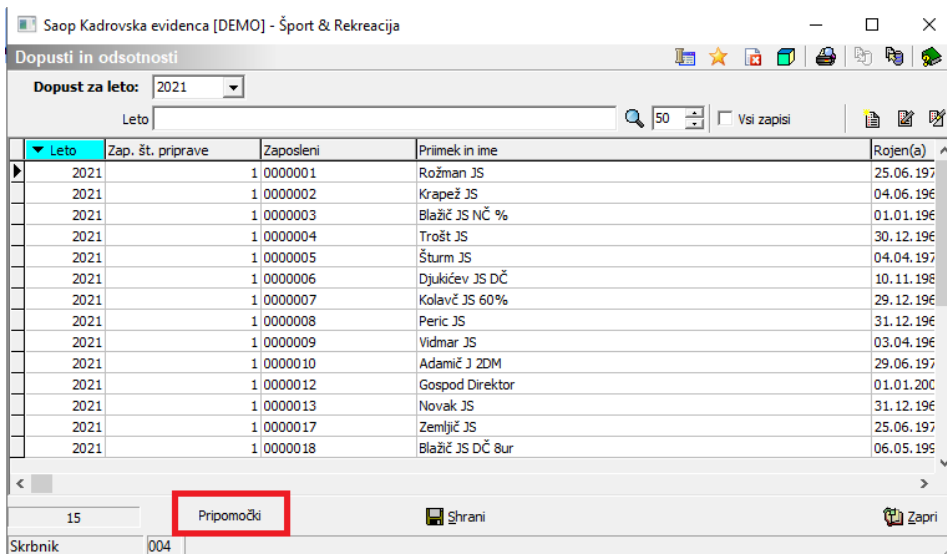 Saop Kadrovska evidenca [DEMO] - Šport & Rekreacija
Dopusti in odsotnosti
Dopust za leto: 2021
Leto 50 Vsi zapisi
Leto Zap. št. priprave Zaposleni Priimek in ime Rojen(a)
2021 1 0000001 Rožman JS 25.06.197
2021 1 0000002 Krapež JS 04.06.196
2021 1 0000003 Blažič JS NČ % 01.01.196
2021 1 0000004 Trošt JS 30.12.196
2021 1 0000005 Šturm JS 04.04.197
2021 1 0000006 Djukićev JS DČ 10.11.198
2021 1 0000007 Kolavč JS 60% 29.12.196
2021 1 0000008 Peric JS 31.12.196
2021 1 0000009 Vidmar JS 03.04.196
2021 1 0000010 Adamič J 2DM 29.06.197
2021 1 0000012 Gospod Direktor 01.01.200
2021 1 0000013 Novak JS 31.12.196
2021 1 0000017 Zemljič JS 25.06.197
2021 1 0000018 Blažič JS DČ 8ur 06.05.199
15 Pripomočki Shrani Zapri
Skrbnik 004